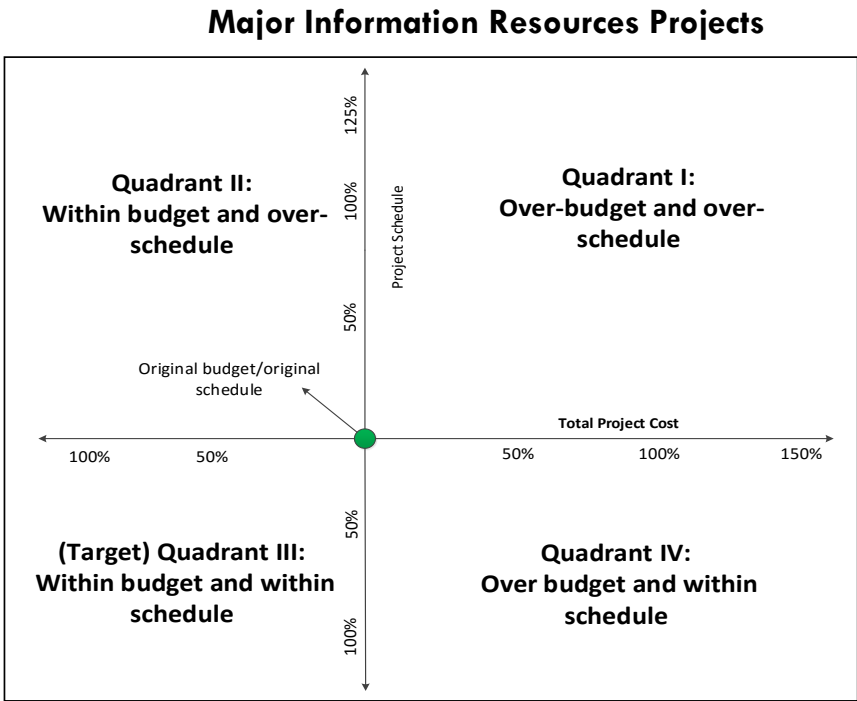 Major Information Resources Projects
125%
100%
50%
Project Schedule
Quadrant II:
Within budget and over-
schedule
Quadrant I:
Over-budget and over-
schedule
Original budget/original
schedule
Total Project Cost
100%
50%
50%
100%
150%
50%
100%
(Target) Quadrant III:
Within budget and within
schedule
Quadrant IV:
Over budget and within
schedule